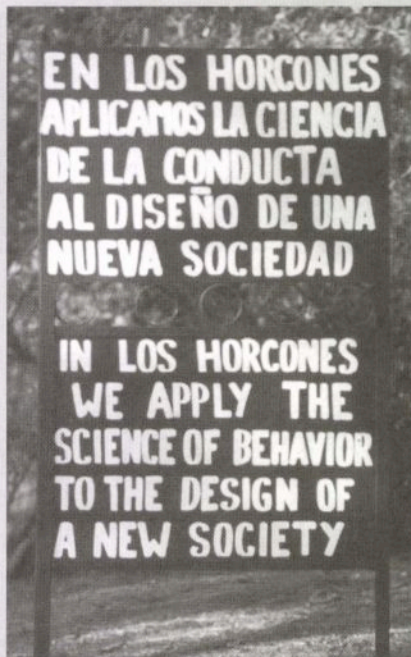 EN LOS HORCONES
APLICAMOS LA CIENCIA
DE LA CONDUCTA
AL DISEÑO DE UNA
NUEVA SOCIEDAD
IN LOS HORCONES
WE APPLY THE
SCIENCE OF BEHAVIOR
TO THE DESIGN OF
A NEW SOCIETY